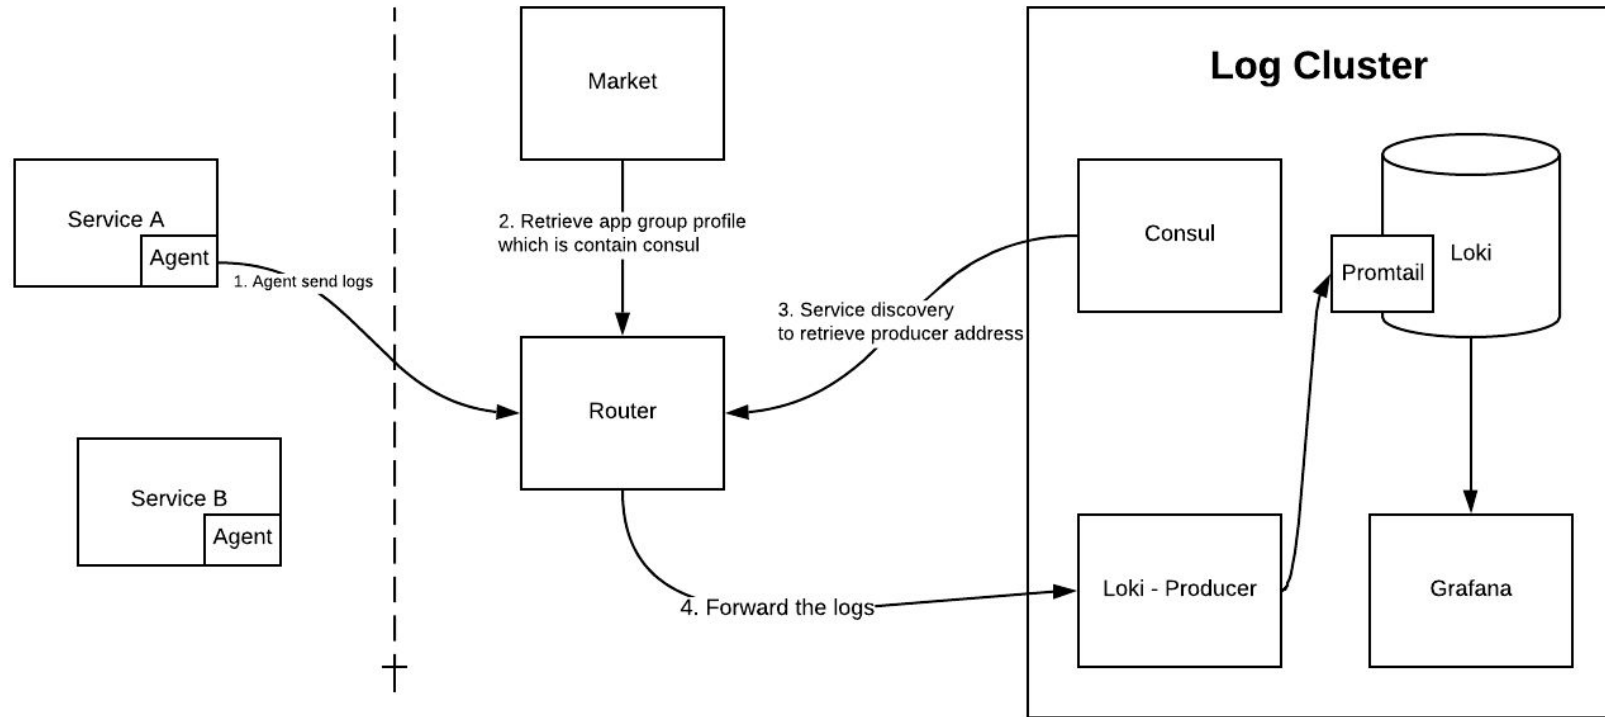 Market
Log Cluster
Service A
Agent
1. Agent send logs
2. Retrieve app group profile
which is contain consul
Consul
Promtail
Loki
3. Service discovery
to retrieve producer address
Router
Service B
Agent
4. Forward the logs
Loki - Producer
Grafana